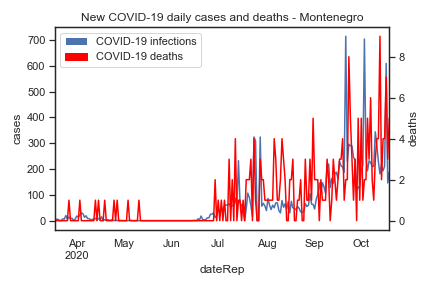 New COVID-19 daily cases and deaths - Montenegro
COVID-19 infections
COVID-19 deaths
700
600
500
400
300
200
100
0
cases
8
6
4
2
0
deaths
Apr May Jun Jul Aug Sep Oct
2020
dateRep